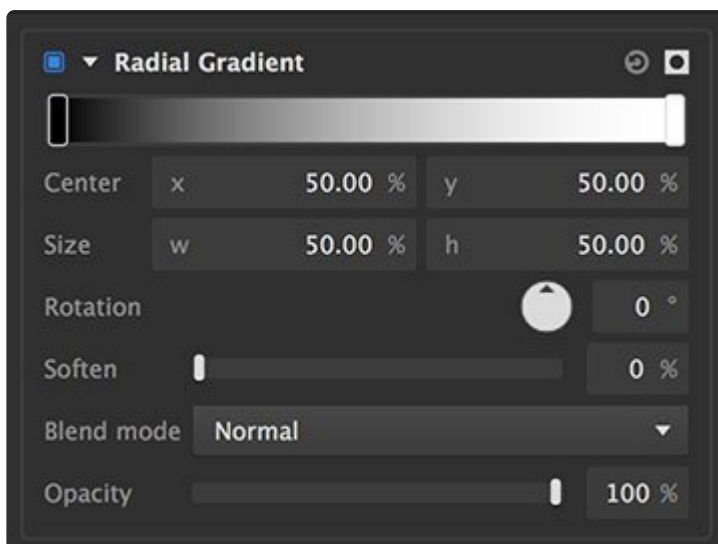 Radial Gradient
Center x 50.00 % y 50.00 %
Size w 50.00 % h 50.00 %
Rotation 0 °
Soften 0 %
Blend mode Normal
Opacity 100 %